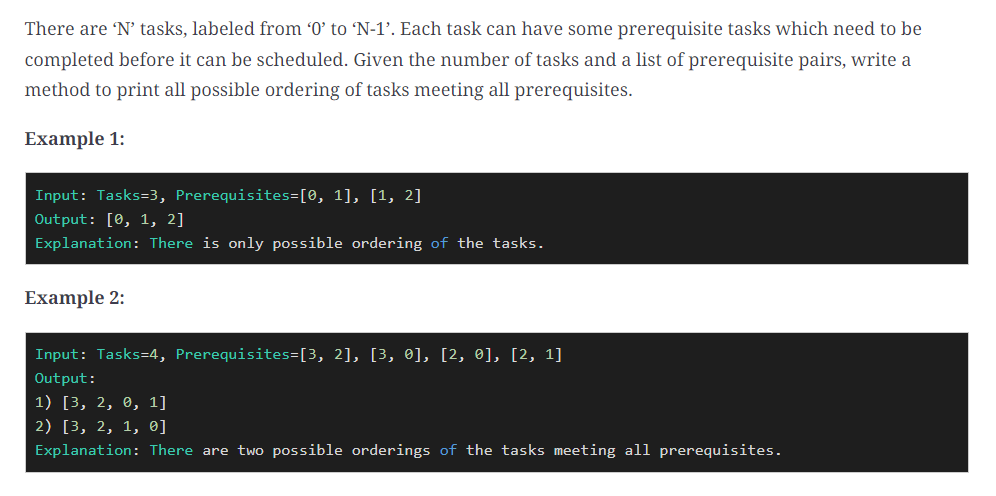 There are ‘N’ tasks, labeled from ‘0’ to ‘N-1’. Each task can have some prerequisite tasks which need to be
completed before it can be scheduled. Given the number of tasks and a list of prerequisite pairs, write a
method to print all possible ordering of tasks meeting all prerequisites.
Example 1:
Input: Tasks=3, Prerequisites=[0, 1], [1, 2]
Output: [0, 1, 2]
Explanation: There is only possible ordering of the tasks.
Example 2:
Input: Tasks=4, Prerequisites=[3, 2], [3, 0], [2, 0], [2, 1]
Output:
1) [3, 2, 0, 1]
2) [3, 2, 1, 0]
Explanation: There are two possible orderings of the tasks meeting all prerequisites.